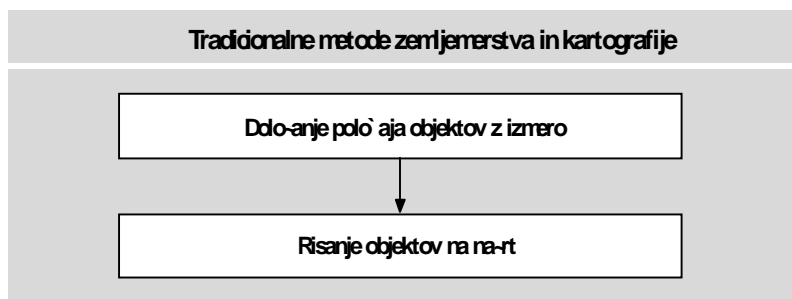 Tradicionalne metode zemljemerstva in kartografije
Dolo-anje polo`aja objektov z izmero
Risanje objektov na na-rt